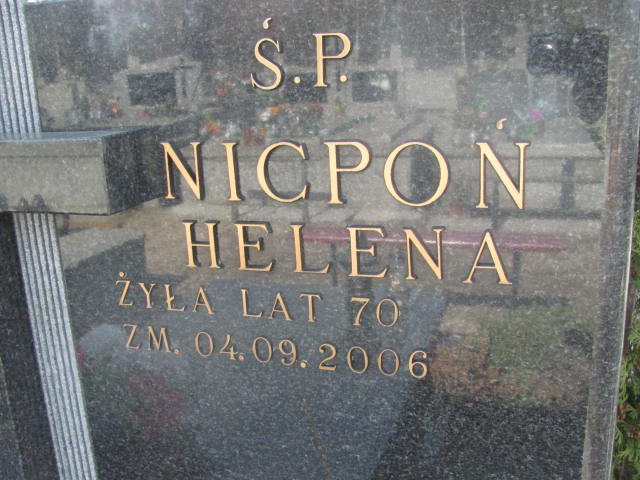 Ś.P.
NICPOŃ
HELENA
ŻYŁA LAT 70
ZM. 04.09.2006